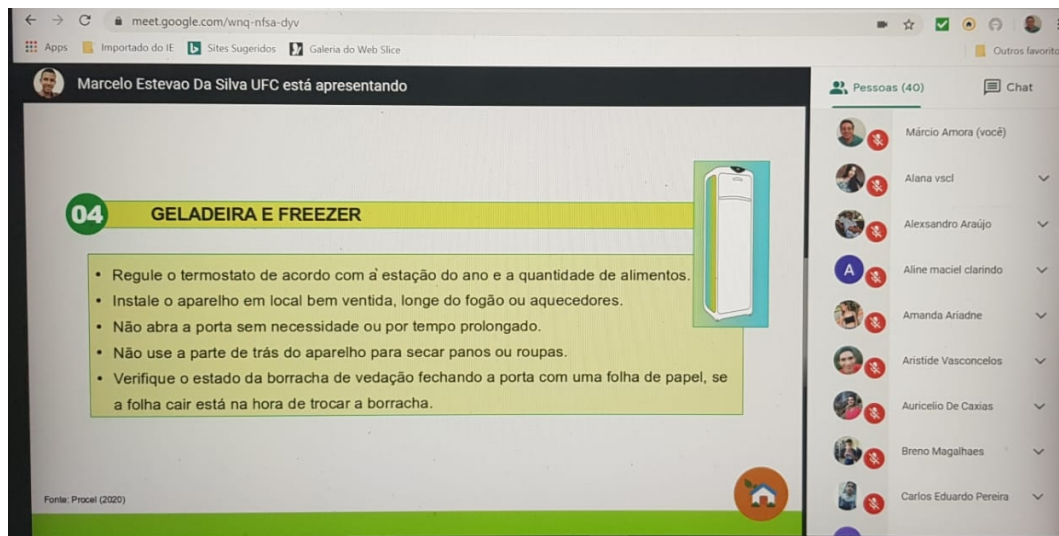 meet.google.com/wnq-nfsa-dyv
Apps Importado do IE Sites Sugeridos Galeria do Web Slice Outros favorito
Marcelo Estevao Da Silva UFC está apresentando
04 GELADEIRA E FREEZER
• Regule o termostato de acordo com a estação do ano e a quantidade de alimentos.
• Instale o aparelho em local bem ventida, longe do fogão ou aquecedores.
• Não abra a porta sem necessidade ou por tempo prolongado.
• Não use a parte de trás do aparelho para secar panos ou roupas.
• Verifique o estado da borracha de vedação fechando a porta com uma folha de papel, se
a folha cair está na hora de trocar a borracha.
Fonte: Procel (2020)
Pessoas (40) Chat
Márcio Amora (você)
Alana vscl
Alexsandro Araújo
A Aline maciel clarindo
Amanda Ariadne
Aristide Vasconcelos
Auricelio De Caxias
Breno Magalhaes
Carlos Eduardo Pereira